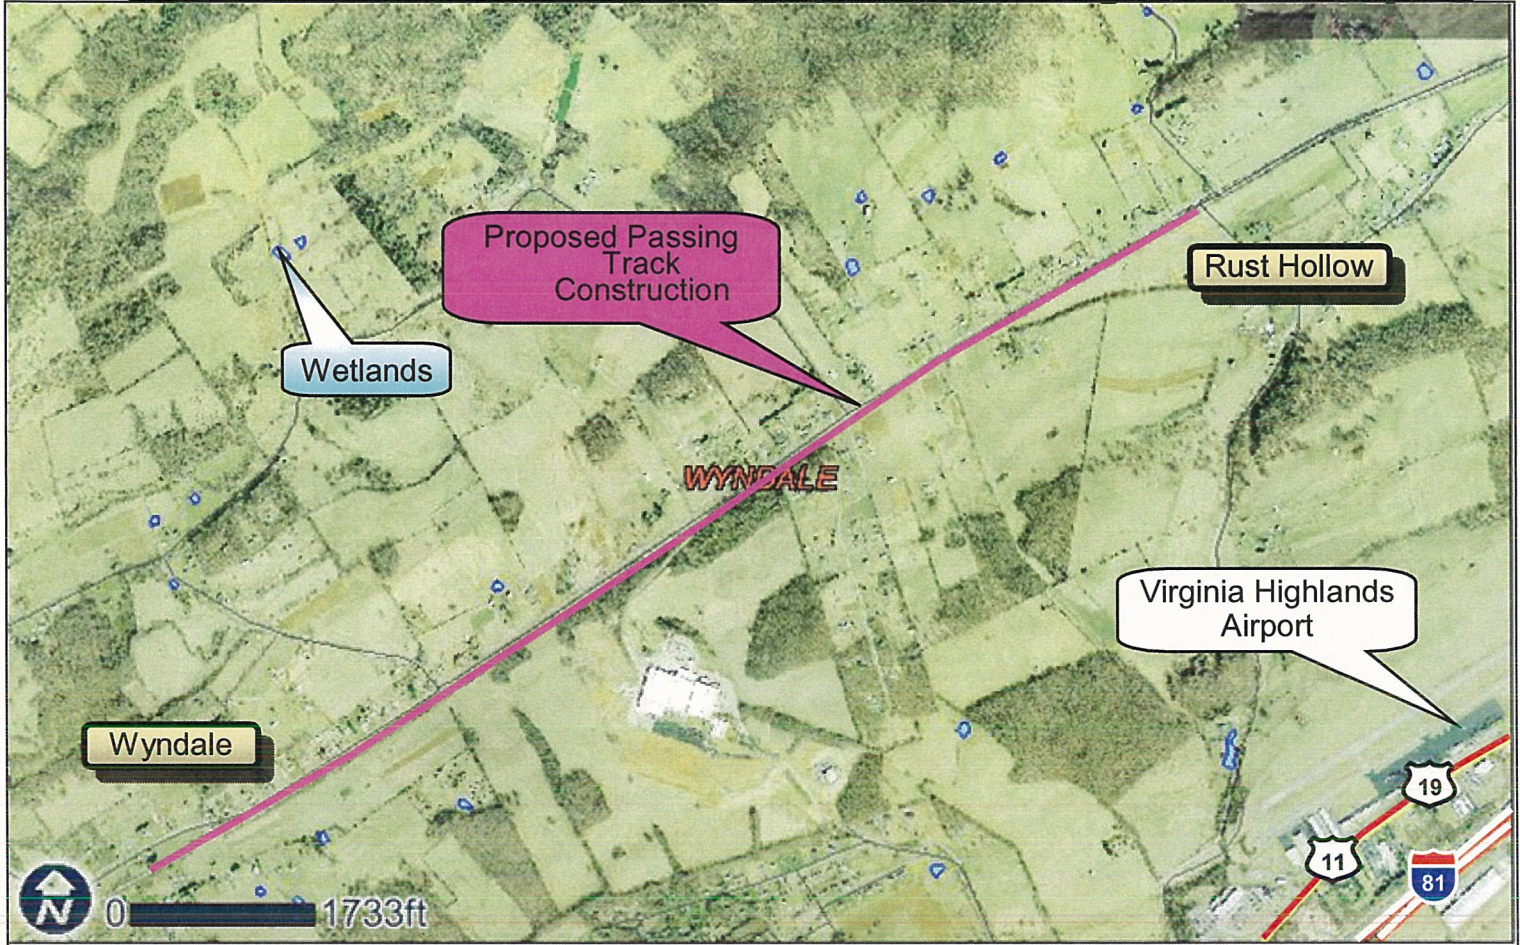 Proposed Passing
Track
Construction
Rust Hollow
Wetlands
WYNDALE
Virginia Highlands
Airport
Wyndale
19
11
81
N
0 1733ft